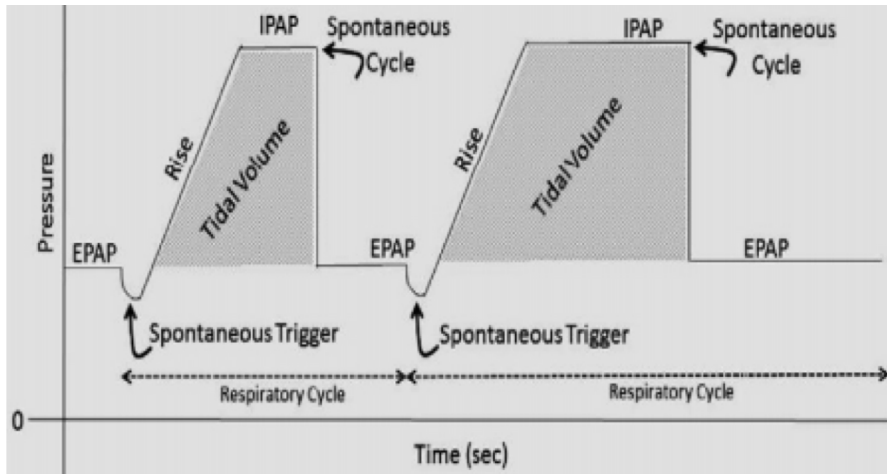 IPAP
Spontaneous
Cycle
IPAP
Spontaneous
Cycle
Rise
Tidal Volume
Rise
Tidal Volume
Pressure
EPAP
EPAP
EPAP
Spontaneous Trigger
Spontaneous Trigger
Respiratory Cycle
Respiratory Cycle
0
Time (sec)